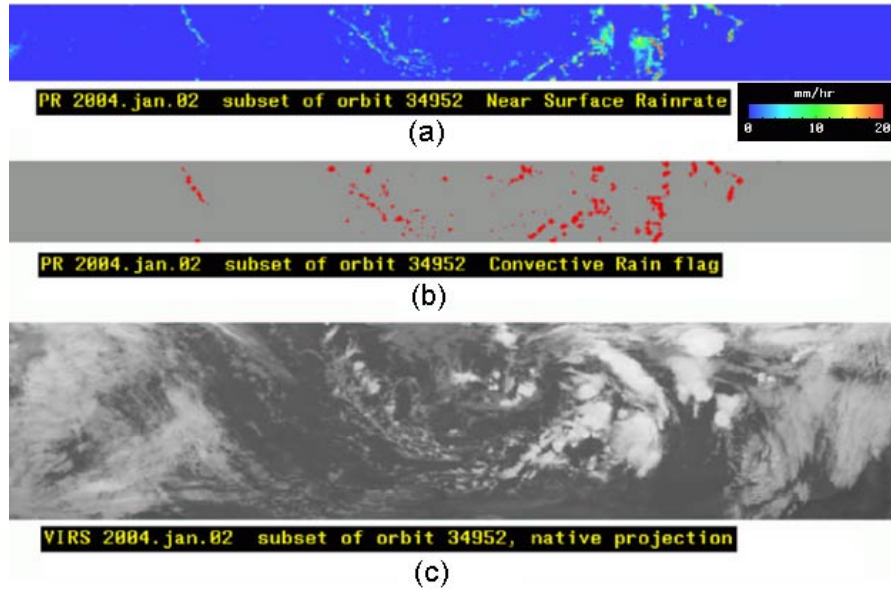 PR 2004.jan.02 subset of orbit 34952 Near Surface Rainrate
mm/hr
0 10 20
(a)
PR 2004.jan.02 subset of orbit 34952 Convective Rain flag
(b)
VIRS 2004.jan.02 subset of orbit 34952, native projection
(c)